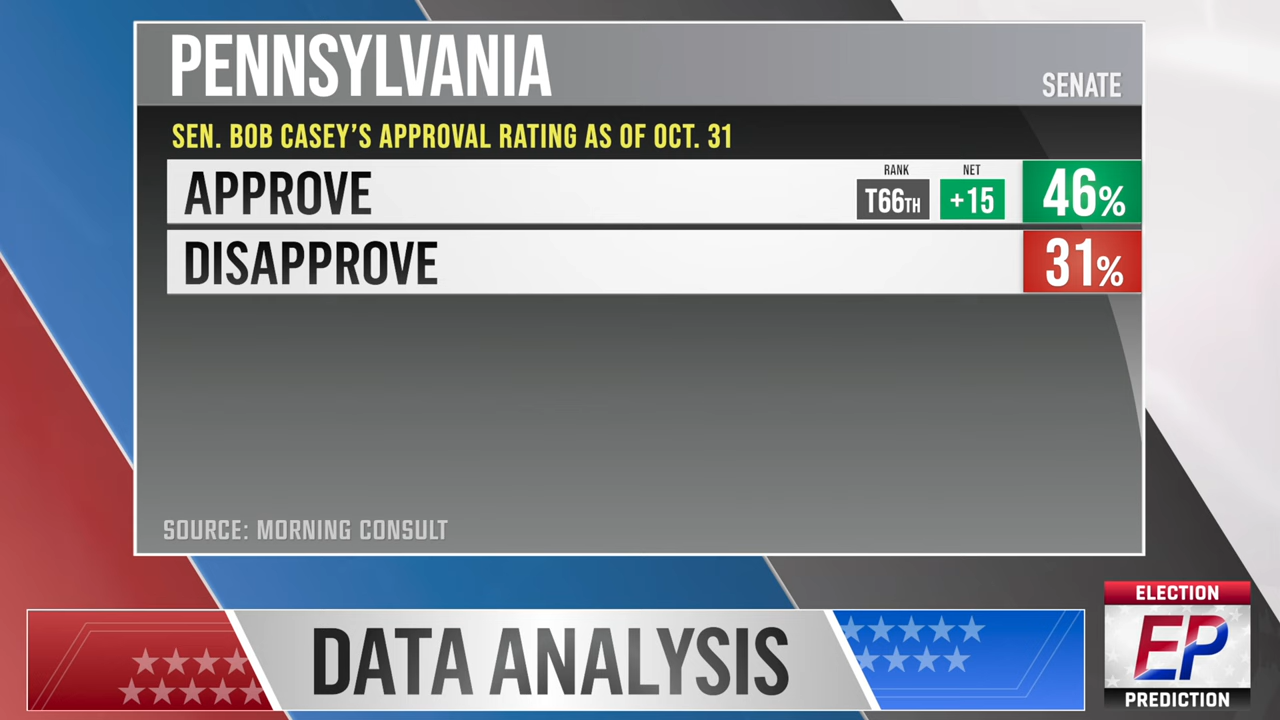 PENNSYLVANIA
SENATE
SEN. BOB CASEY'S APPROVAL RATING AS OF OCT. 31
RANK NET
APPROVE T66TH +15 46%
DISAPPROVE 31%
SOURCE: MORNING CONSULT
DATA ANALYSIS
ELECTION
EP
PREDICTION